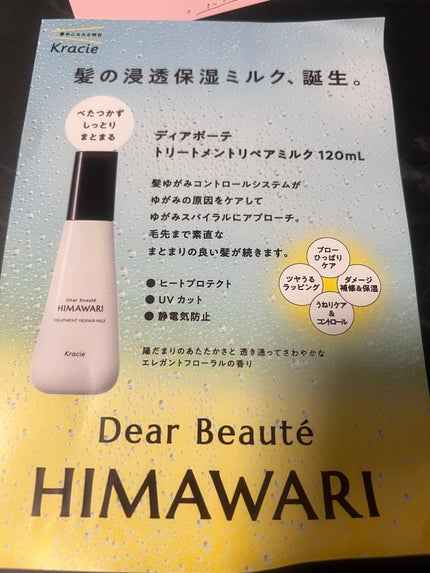 夢中になれる明日
Kracie
髪の浸透保湿ミルク、誕生。
べたつかず
しっとり
まとまる
ディアボーテ
トリートメントリペアミルク 120mL
髪ゆがみコントロールシステムが
ゆがみの原因をケアして
ゆがみスパイラルにアプローチ。
毛先まで素直な
まとまりの良い髪が続きます。
ブロー
ひっぱり
ケア
ツヤうる
ラッピング
ダメージ
補修&保湿
うねりケア
&
コントロール
●ヒートプロテクト
●UVカット
●静電気防止
陽だまりのあたたかさと 透き通ってさわやかな
エレガントフローラルの香り
Dear Beauté
HIMAWARI
TREATMENT REPAIR MILK
Kracie
Dear Beauté
HIMAWARI